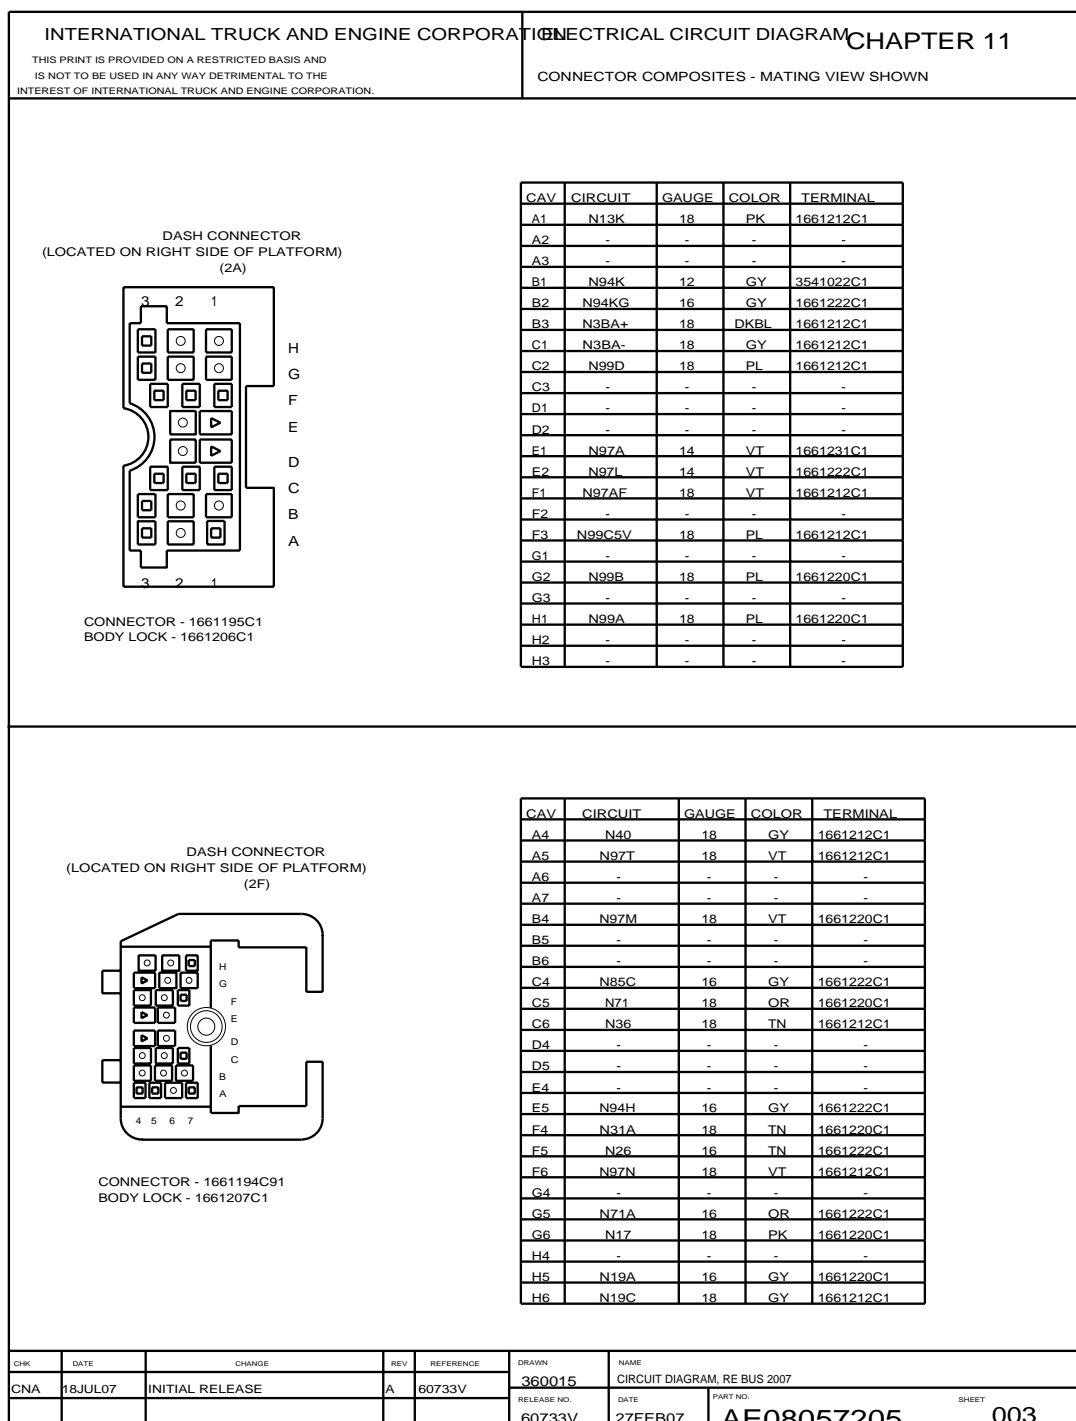 INTERNATIONAL TRUCK AND ENGINE CORPORATION
THIS PRINT IS PROVIDED ON A RESTRICTED BASIS AND
IS NOT TO BE USED IN ANY WAY DETRIMENTAL TO THE
INTEREST OF INTERNATIONAL TRUCK AND ENGINE CORPORATION.
ELECTRICAL CIRCUIT DIAGRAM
CHAPTER 11
CONNECTOR COMPOSITES - MATING VIEW SHOWN
DASH CONNECTOR
(LOCATED ON RIGHT SIDE OF PLATFORM)
(2A)
3 2 1
H
G
F
E
D
C
B
A
3 2 1
CONNECTOR - 1661195C1
BODY LOCK - 1661206C1
CAV CIRCUIT GAUGE COLOR TERMINAL
A1 N13K 18 PK 1661212C1
A2 - - - -
A3 - - - -
B1 N94K 12 GY 3541022C1
B2 N94KG 16 GY 1661222C1
B3 N3BA+ 18 DKBL 1661212C1
C1 N3BA- 18 GY 1661212C1
C2 N99D 18 PL 1661212C1
C3 - - - -
D1 - - - -
D2 - - - -
E1 N97A 14 VT 1661231C1
E2 N97L 14 VT 1661222C1
F1 N97AF 18 VT 1661212C1
F2 - - - -
F3 N99C5V 18 PL 1661212C1
G1 - - - -
G2 N99B 18 PL 1661220C1
G3 - - - -
H1 N99A 18 PL 1661220C1
H2 - - - -
H3 - - - -
DASH CONNECTOR
(LOCATED ON RIGHT SIDE OF PLATFORM)
(2F)
H
G
F
E
D
C
B
A
4 5 6 7
CONNECTOR - 1661194C91
BODY LOCK - 1661207C1
CAV CIRCUIT GAUGE COLOR TERMINAL
A4 N40 18 GY 1661212C1
A5 N97T 18 VT 1661212C1
A6 - - - -
A7 - - - -
B4 N97M 18 VT 1661220C1
B5 - - - -
B6 - - - -
C4 N85C 16 GY 1661222C1
C5 N71 18 OR 1661220C1
C6 N36 18 TN 1661212C1
D4 - - - -
D5 - - - -
E4 - - - -
E5 N94H 16 GY 1661222C1
F4 N31A 18 TN 1661220C1
F5 N26 16 TN 1661222C1
F6 N97N 18 VT 1661212C1
G4 - - - -
G5 N71A 16 OR 1661222C1
G6 N17 18 PK 1661220C1
H4 - - - -
H5 N19A 16 GY 1661220C1
H6 N19C 18 GY 1661212C1
CHK DATE CHANGE REV REFERENCE
CNA 18JUL07 INITIAL RELEASE A 60733V
DRAWN
360015
NAME
CIRCUIT DIAGRAM, RE BUS 2007
RELEASE NO.
60733V
DATE
27FEB07
PART NO.
AE08057205
SHEET
003